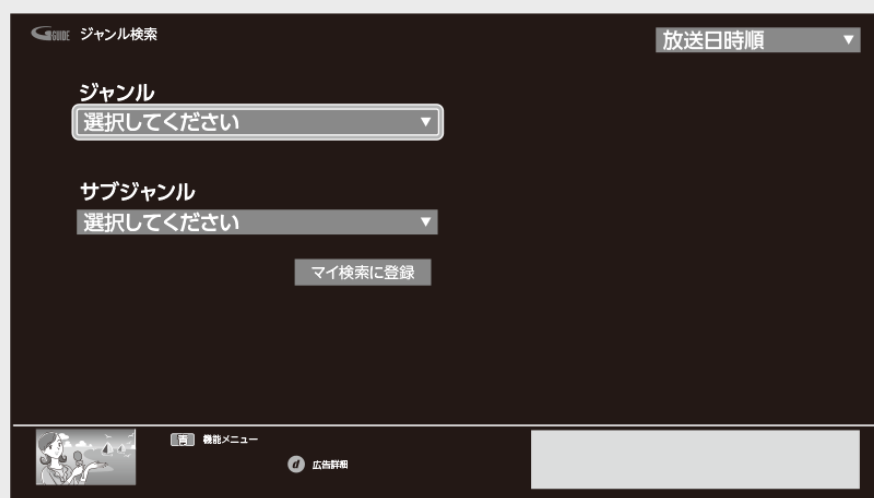 GGUIDE ジャンル検索
放送日時順 ▼
ジャンル
選択してください ▼
サブジャンル
選択してください ▼
マイ検索に登録
青 機能メニュー
d 広告詳細